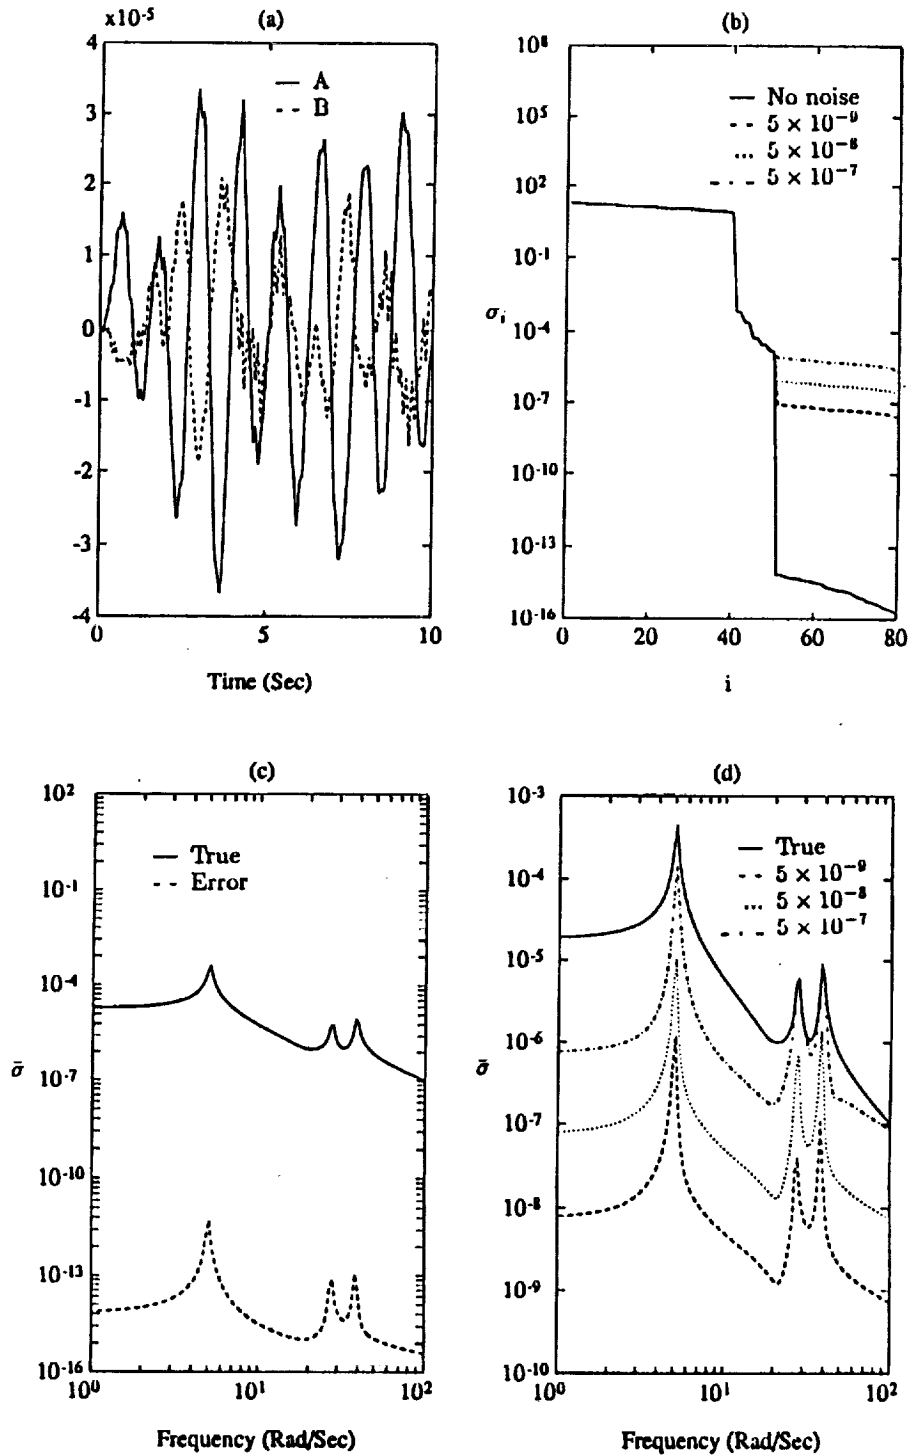 (a)
x10-5
4
3
2
1
0
-1
-2
-3
-4
A
B
0
5
10
Time (Sec)
(b)
10^8
10^5
10^2
10^-1
10^-4
10^-7
10^-10
10^-13
10^-16
σi
No noise
5 × 10^-9
5 × 10^-8
5 × 10^-7
0
20
40
60
80
i
(c)
10^2
10^-1
10^-4
10^-7
10^-10
10^-13
10^-16
σ̄
True
Error
10^0
10^1
10^2
Frequency (Rad/Sec)
(d)
10^-3
10^-4
10^-5
10^-6
10^-7
10^-8
10^-9
10^-10
σ̄
True
5 × 10^-9
5 × 10^-8
5 × 10^-7
10^0
10^1
10^2
Frequency (Rad/Sec)